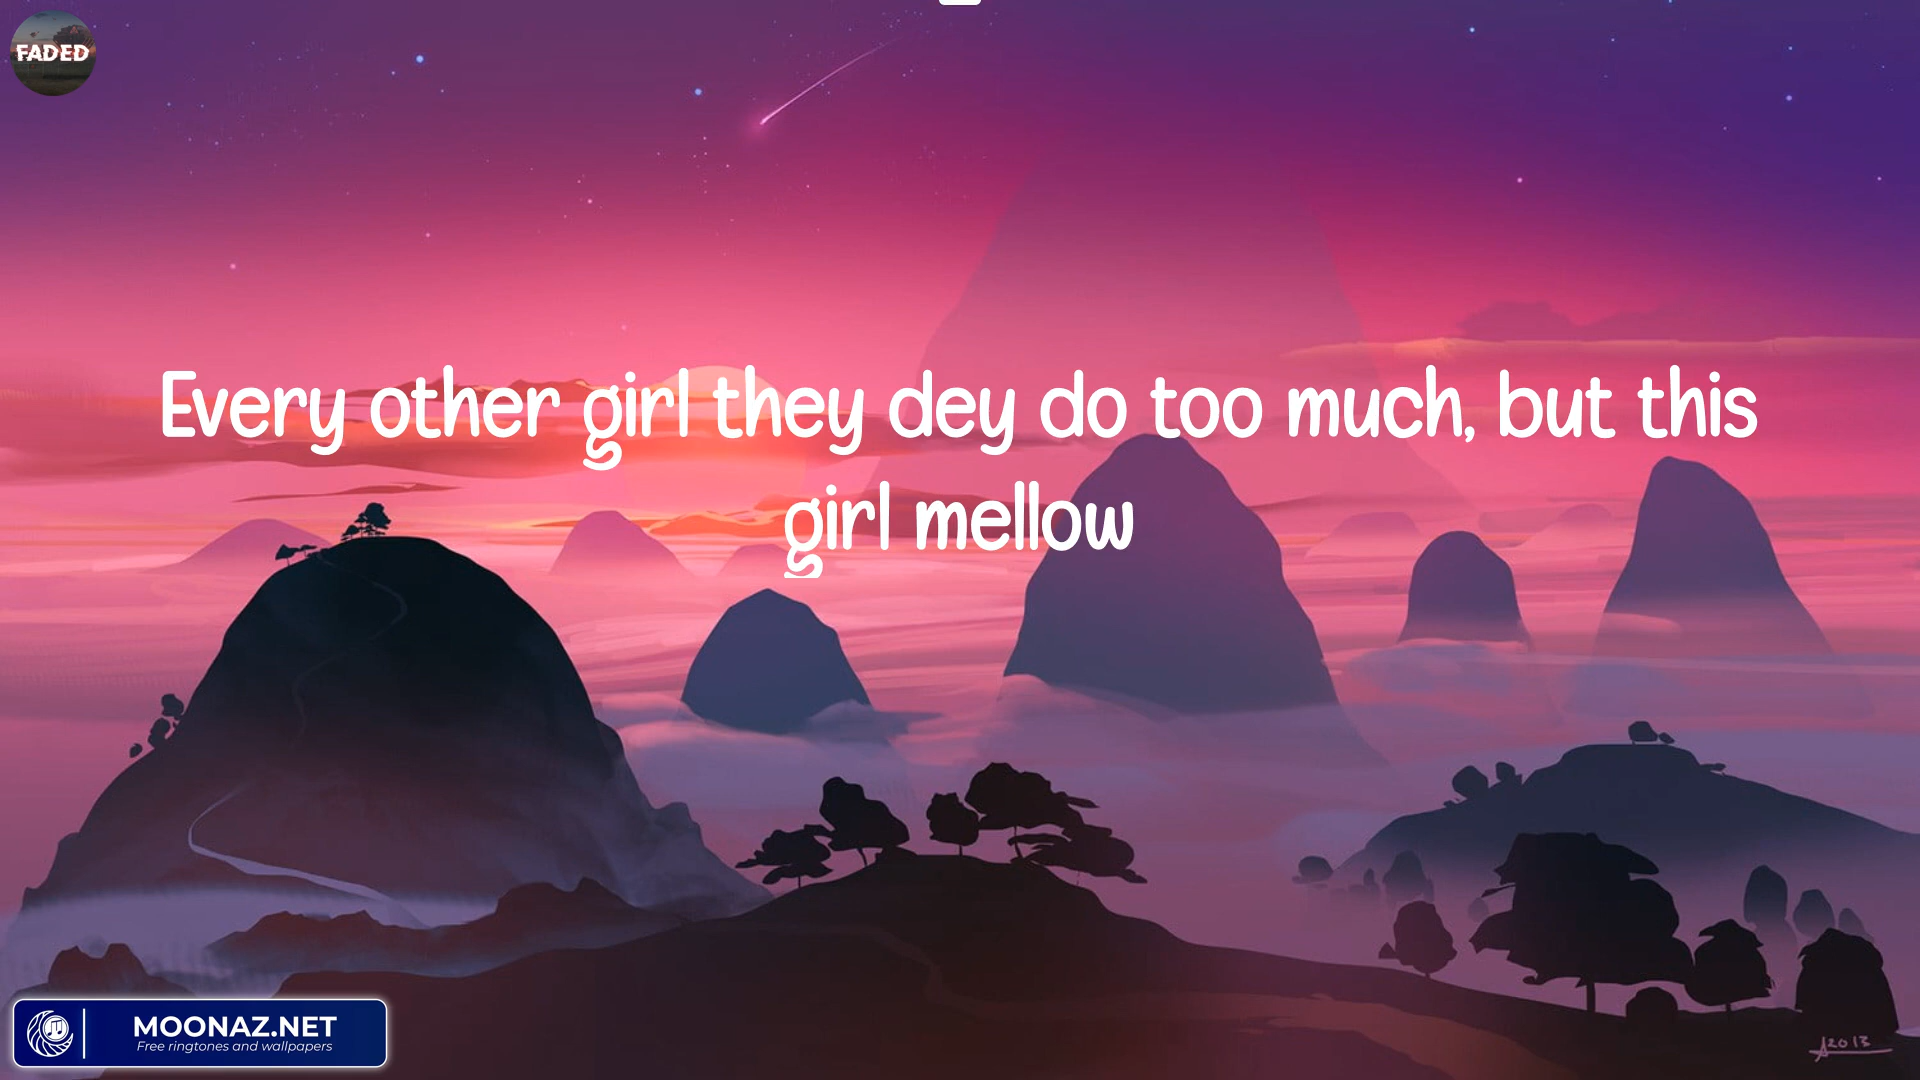 FADED
Every other girl they dey do too much, but this
girl mellow
MOONAZ.NET
Free ringtones and wallpapers
2013